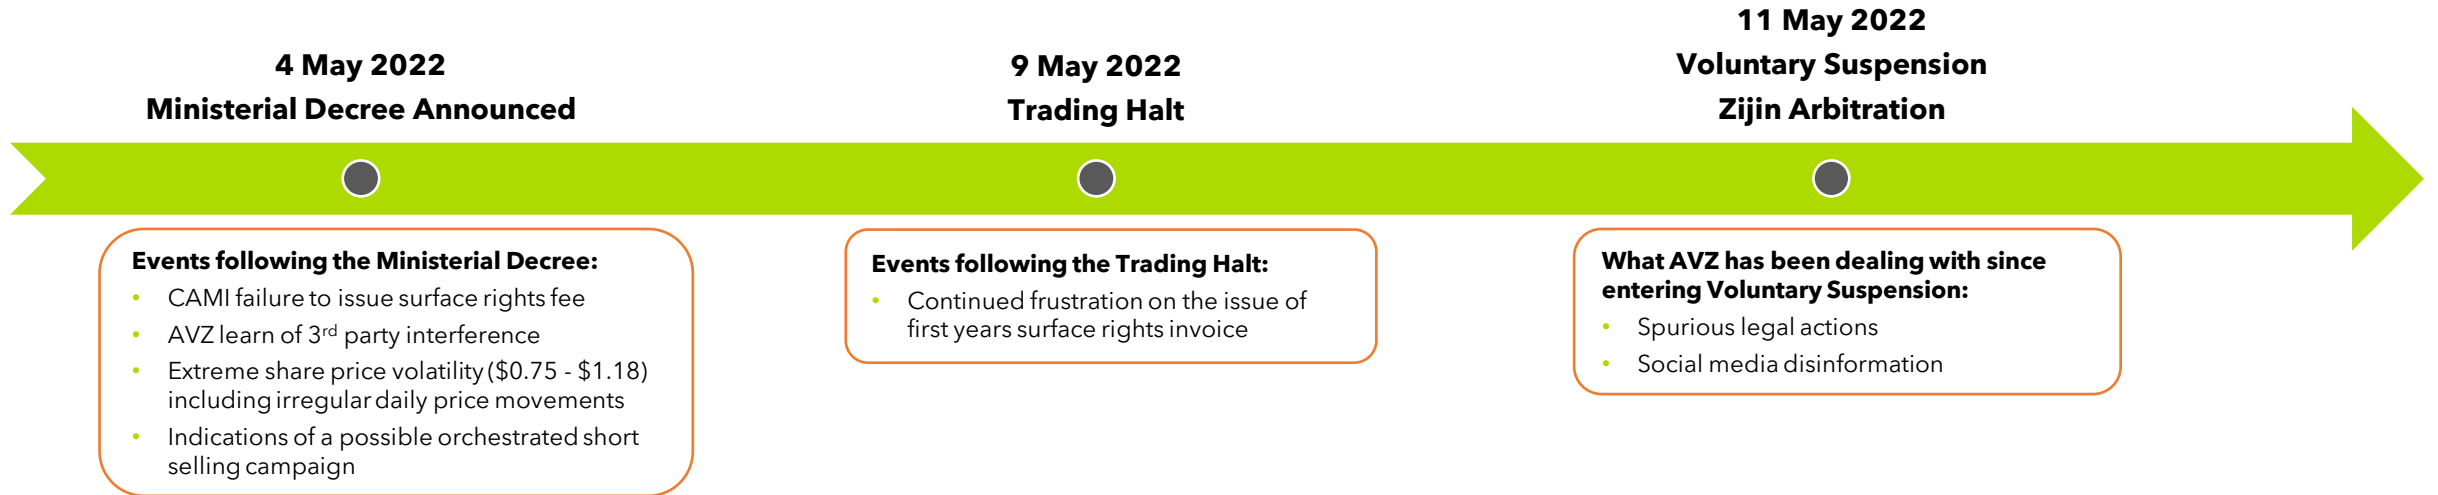 4 May 2022
Ministerial Decree Announced
Events following the Ministerial Decree:
• CAMI failure to issue surface rights fee
• AVZ learn of 3rd party interference
• Extreme share price volatility ($0.75 - $1.18)
including irregular daily price movements
• Indications of a possible orchestrated short
selling campaign
9 May 2022
Trading Halt
Events following the Trading Halt:
• Continued frustration on the issue of
first years surface rights invoice
11 May 2022
Voluntary Suspension
Zijin Arbitration
What AVZ has been dealing with since
entering Voluntary Suspension:
• Spurious legal actions
• Social media disinformation